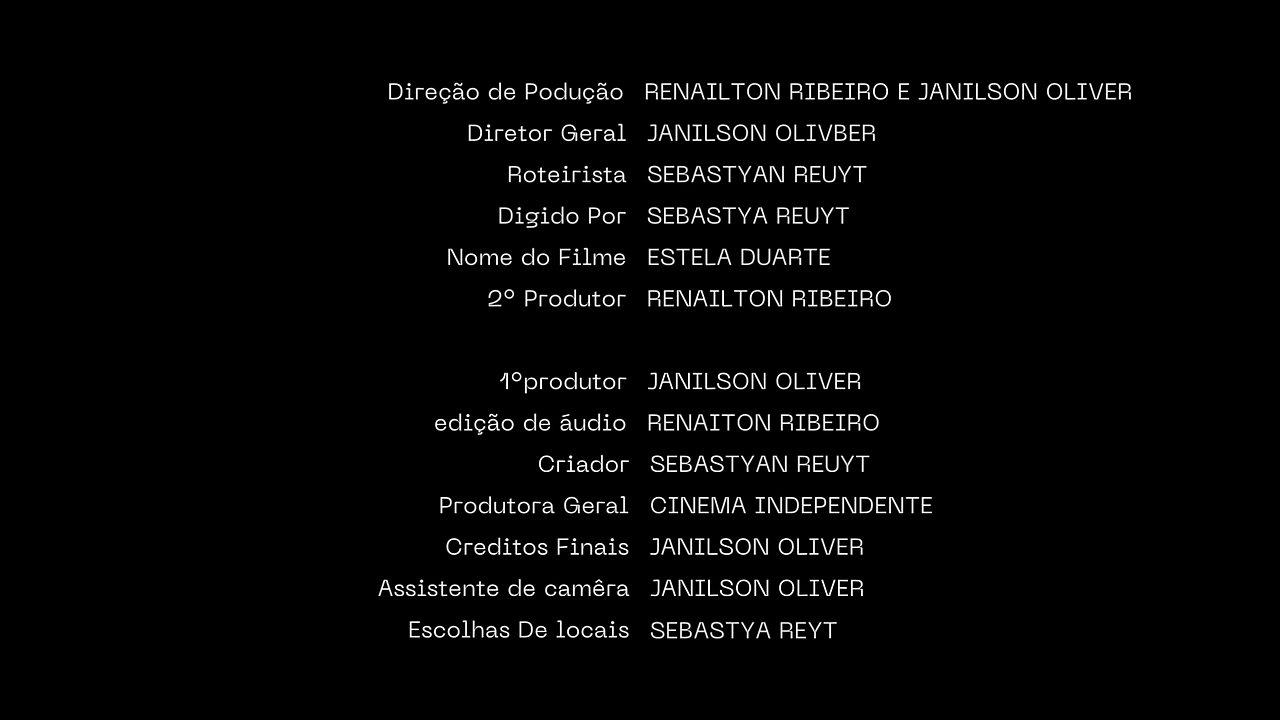 Direção de Podução RENAILTON RIBEIRO E JANILSON OLIVER
Diretor Geral JANILSON OLIVBER
Roteirista SEBASTYAN REUYT
Digido Por SEBASTYA REUYT
Nome do Filme ESTELA DUARTE
2° Produtor RENAILTON RIBEIRO
1°produtor JANILSON OLIVER
edição de áudio RENAITON RIBEIRO
Criador SEBASTYAN REUYT
Produtora Geral CINEMA INDEPENDENTE
Creditos Finais JANILSON OLIVER
Assistente de camêra JANILSON OLIVER
Escolhas De locais SEBASTYA REYT